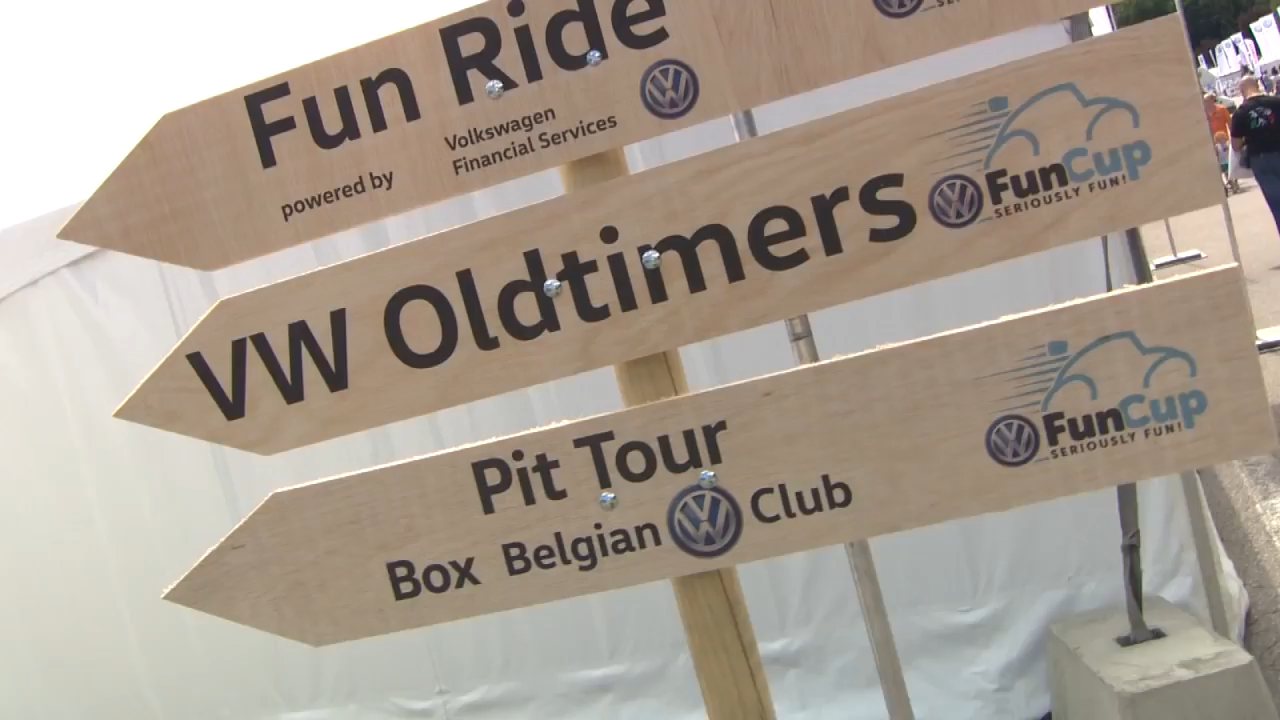 Fun Ride
powered by
Volkswagen
Financial Services
VW Oldtimers
FunCup
...SERIOUSLY FUN!
Pit Tour
Box Belgian VW Club
FunCup
...SERIOUSLY FUN!